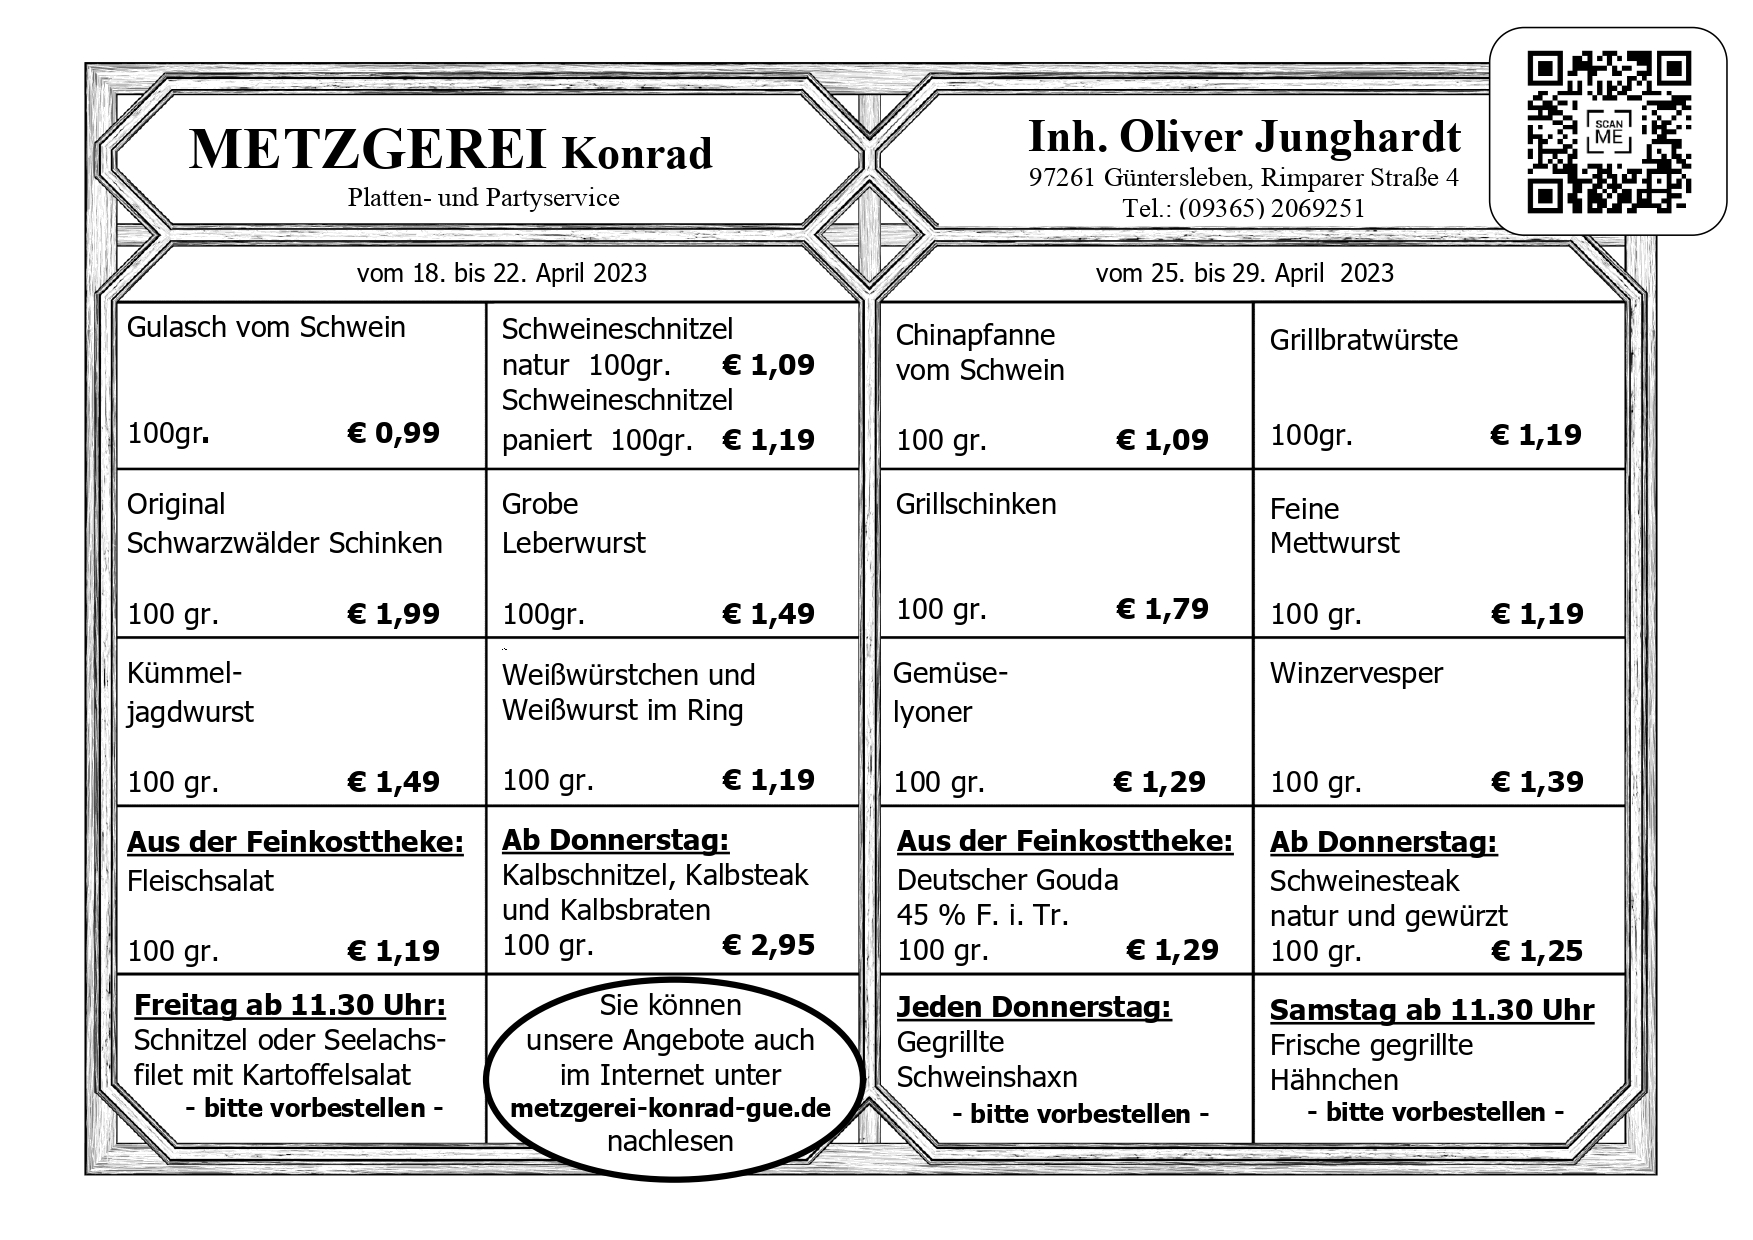 METZGEREI Konrad
Platten- und Partyservice
Inh. Oliver Junghardt
97261 Güntersleben, Rimparer Straße 4
Tel.: (09365) 2069251
SCAN
ME
vom 18. bis 22. April 2023
Gulasch vom Schwein
100gr. € 0,99
Schweineschnitzel
natur 100gr. € 1,09
Schweineschnitzel
paniert 100gr. € 1,19
Original
Schwarzwälder Schinken
100 gr. € 1,99
Grobe
Leberwurst
100gr. € 1,49
Kümmel-
jagdwurst
100 gr. € 1,49
Weißwürstchen und
Weißwurst im Ring
100 gr. € 1,19
Aus der Feinkosttheke:
Fleischsalat
100 gr. € 1,19
Ab Donnerstag:
Kalbschnitzel, Kalbsteak
und Kalbsbraten
100 gr. € 2,95
Freitag ab 11.30 Uhr:
Schnitzel oder Seelachs-
filet mit Kartoffelsalat
- bitte vorbestellen -
Sie können
unsere Angebote auch
im Internet unter
metzgerei-konrad-gue.de
nachlesen
vom 25. bis 29. April 2023
Chinapfanne
vom Schwein
100 gr. € 1,09
Grillbratwürste
100gr. € 1,19
Grillschinken
100 gr. € 1,79
Feine
Mettwurst
100 gr. € 1,19
Gemüse-
lyoner
100 gr. € 1,29
Winzervesper
100 gr. € 1,39
Aus der Feinkosttheke:
Deutscher Gouda
45 % F. i. Tr.
100 gr. € 1,29
Ab Donnerstag:
Schweinesteak
natur und gewürzt
100 gr. € 1,25
Jeden Donnerstag:
Gegrillte
Schweinshaxn
- bitte vorbestellen -
Samstag ab 11.30 Uhr
Frische gegrillte
Hähnchen
- bitte vorbestellen -